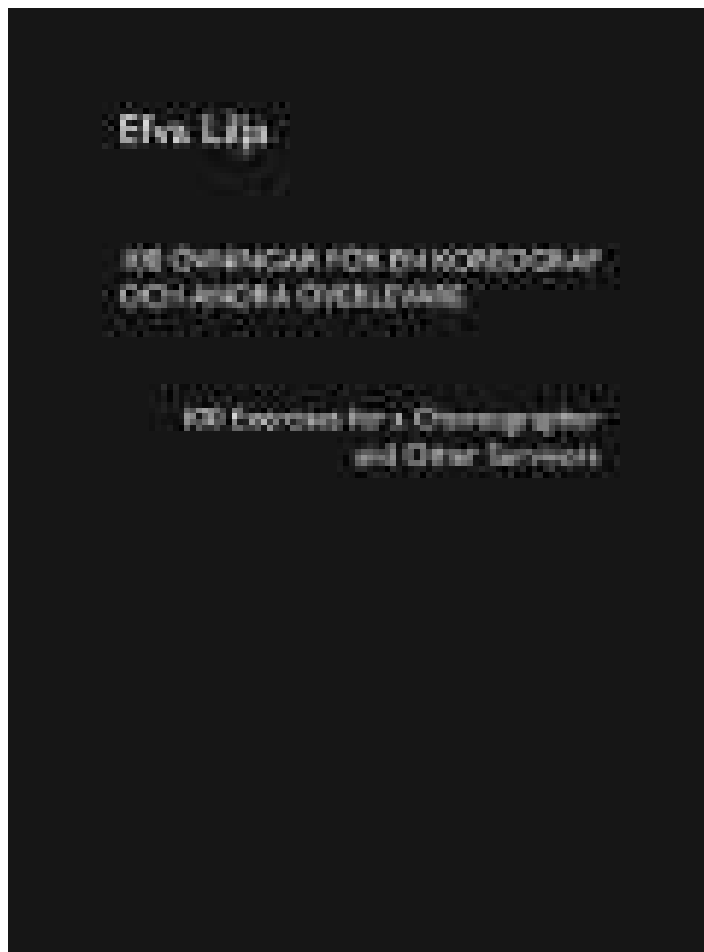 Efva Lilja
ÖVNINGAR FÖR EN KOREOGRAF
OCH ANDRA ÖVERLEVARE
Exercises for a Choreographer
and Other Survivors